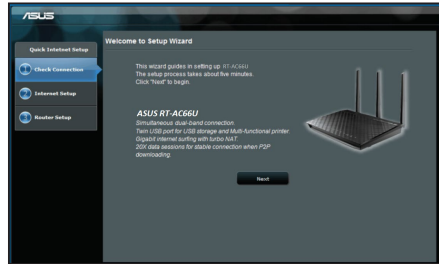 ASUS
Quick Internet Setup
1 Check Connection
2 Internet Setup
3 Router Setup
Welcome to Setup Wizard
This wizard guides in setting up RT-AC66U
The setup process takes about five minutes.
Click "Next" to begin.
ASUS RT-AC66U
Simultaneous dual-band connection.
Twin USB port for USB storage and Multi-functional printer
Gigabit internet surfing with turbo NAT.
20X data sessions for stable connection when P2P
downloading.
Next